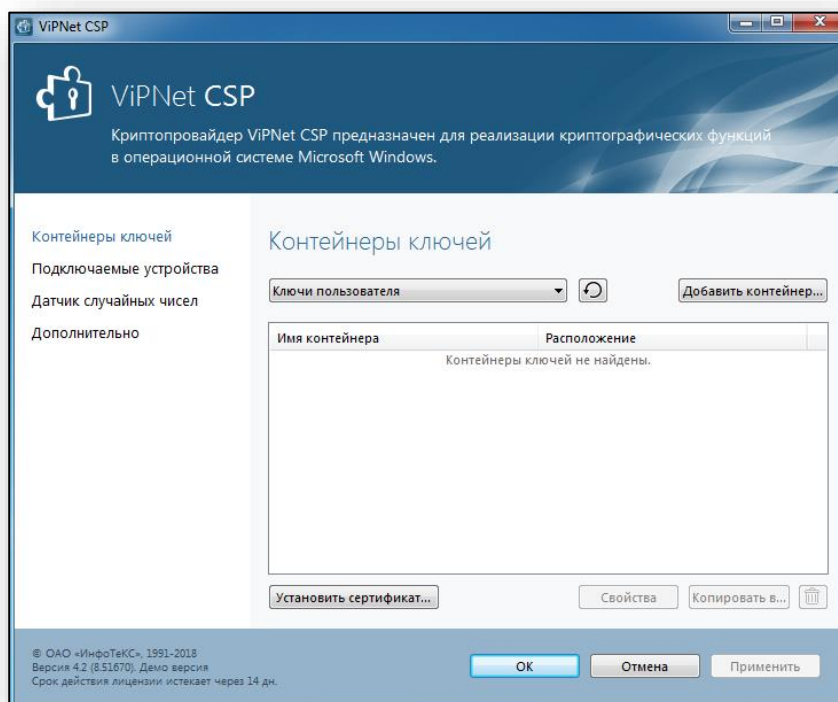 ViPNet CSP
ViPNet CSP
Криптопровайдер ViPNet CSP предназначен для реализации криптографических функций
в операционной системе Microsoft Windows.
Контейнеры ключей
Подключаемые устройства
Датчик случайных чисел
Дополнительно
Контейнеры ключей
Ключи пользователя
Добавить контейнер...
Имя контейнера Расположение
Контейнеры ключей не найдены.
Установить сертификат...
Свойства
Копировать в...
© ОАО «ИнфоТеКС», 1991-2018
Версия 4.2 (8.51670). Демо версия
Срок действия лицензии истекает через 14 дн.
ОК
Отмена
Применить